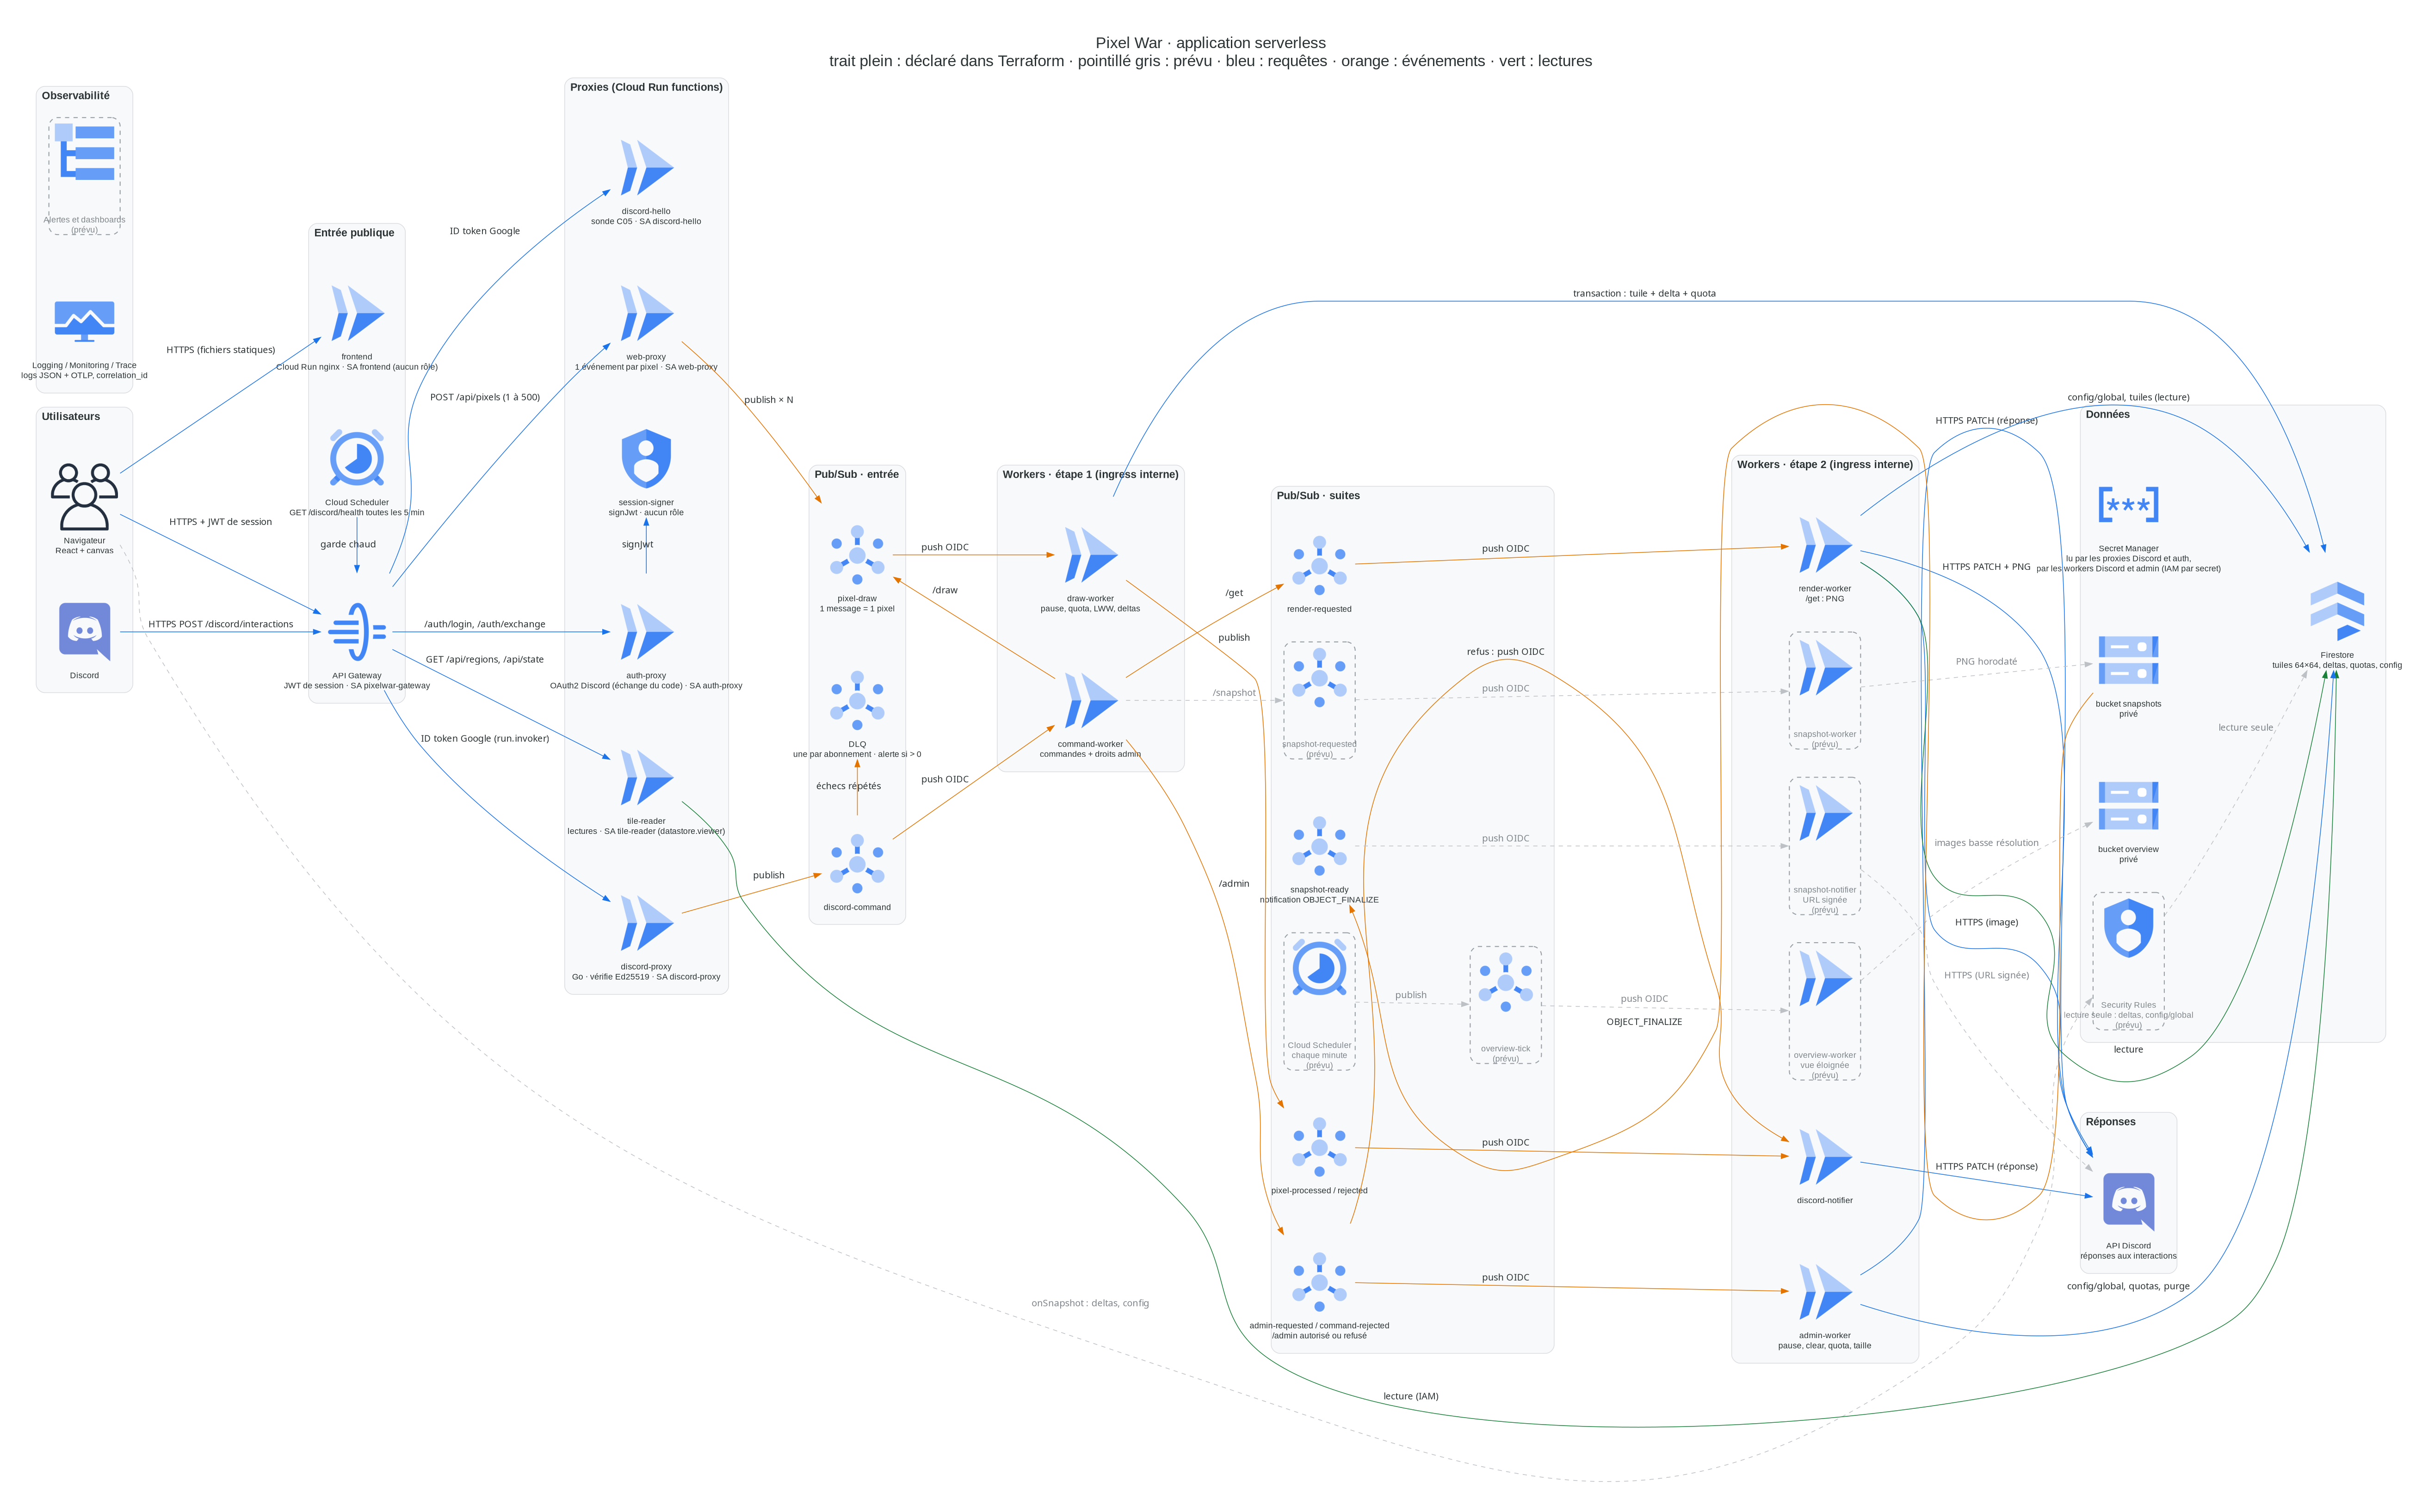 Pixel War · application serverless
trait plein : déclaré dans Terraform · pointillé gris : prévu · bleu : requêtes · orange : événements · vert : lectures
Observabilité
Alertes et dashboards
(prévu)
Logging / Monitoring / Trace
logs JSON + OTLP, correlation_id
Utilisateurs
Navigateur
React + canvas
Discord
HTTPS (fichiers statiques)
HTTPS + JWT de session
HTTPS POST /discord/interactions
Entrée publique
frontend
Cloud Run nginx · SA frontend (aucun rôle)
Cloud Scheduler
GET /discord/health toutes les 5 min
garde chaud
API Gateway
JWT de session · SA pixelwar-gateway
ID token Google
POST /api/pixels (1 à 500)
/auth/login, /auth/exchange
GET /api/regions, /api/state
ID token Google (run.invoker)
Proxies (Cloud Run functions)
discord-hello
sonde C05 · SA discord-hello
web-proxy
1 événement par pixel · SA web-proxy
session-signer
signJwt · aucun rôle
signJwt
auth-proxy
OAuth2 Discord (échange du code) · SA auth-proxy
tile-reader
lectures · SA tile-reader (datastore.viewer)
discord-proxy
Go · vérifie Ed25519 · SA discord-proxy
publish × N
publish
Pub/Sub · entrée
pixel-draw
1 message = 1 pixel
DLQ
une par abonnement · alerte si > 0
échecs répétés
discord-command
push OIDC
/draw
push OIDC
Workers · étape 1 (ingress interne)
draw-worker
pause, quota, LWW, deltas
command-worker
commandes + droits admin
transaction : tuile + delta + quota
/get
publish
/snapshot
/admin
onSnapshot : deltas, config
lecture (IAM)
Pub/Sub · suites
render-requested
snapshot-requested
(prévu)
snapshot-ready
notification OBJECT_FINALIZE
Cloud Scheduler
chaque minute
(prévu)
publish
overview-tick
(prévu)
pixel-processed / rejected
admin-requested / command-rejected
/admin autorisé ou refusé
push OIDC
refus : push OIDC
push OIDC
push OIDC
push OIDC
OBJECT_FINALIZE
push OIDC
push OIDC
Workers · étape 2 (ingress interne)
render-worker
/get : PNG
snapshot-worker
(prévu)
snapshot-notifier
URL signée
(prévu)
overview-worker
vue éloignée
(prévu)
discord-notifier
admin-worker
pause, clear, quota, taille
config/global, tuiles (lecture)
HTTPS PATCH (réponse)
HTTPS PATCH + PNG
PNG horodaté
images basse résolution
HTTPS (image)
HTTPS (URL signée)
lecture
HTTPS PATCH (réponse)
config/global, quotas, purge
Données
Secret Manager
lu par les proxies Discord et auth,
par les workers Discord et admin (IAM par secret)
bucket snapshots
privé
bucket overview
privé
Security Rules
lecture seule : deltas, config/global
(prévu)
lecture seule
Firestore
tuiles 64×64, deltas, quotas, config
Réponses
API Discord
réponses aux interactions